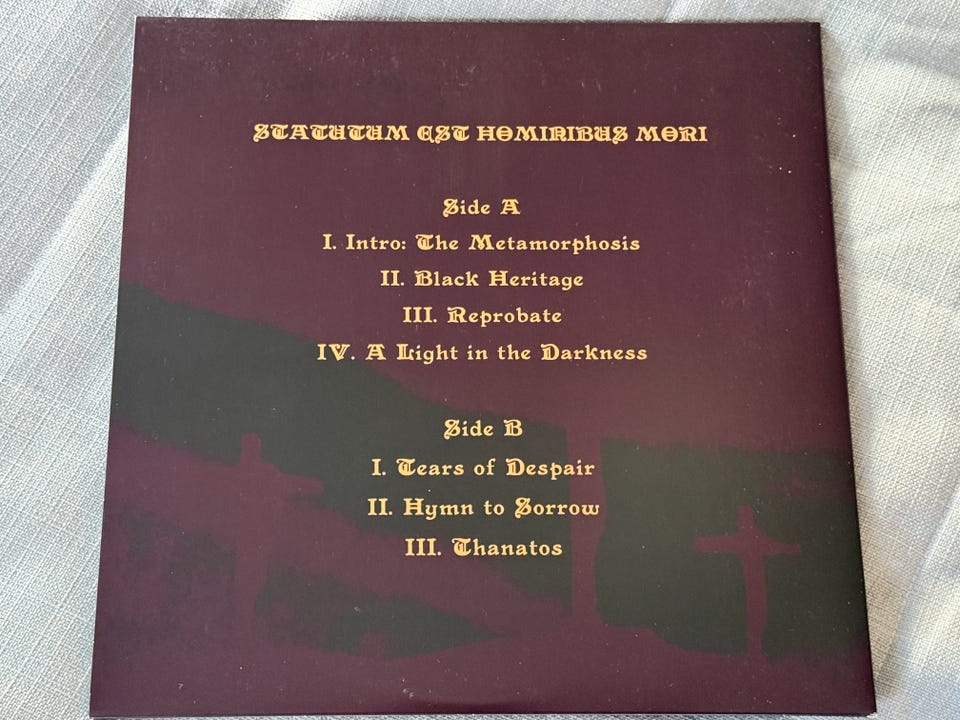 STATUTUM EST HOMINIBUS MORI
Side A
I. Intro: The Metamorphosis
II. Black Heritage
III. Reprobate
IV. A Light in the Darkness
Side B
I. Tears of Despair
II. Hymn to Sorrow
III. Thanatos